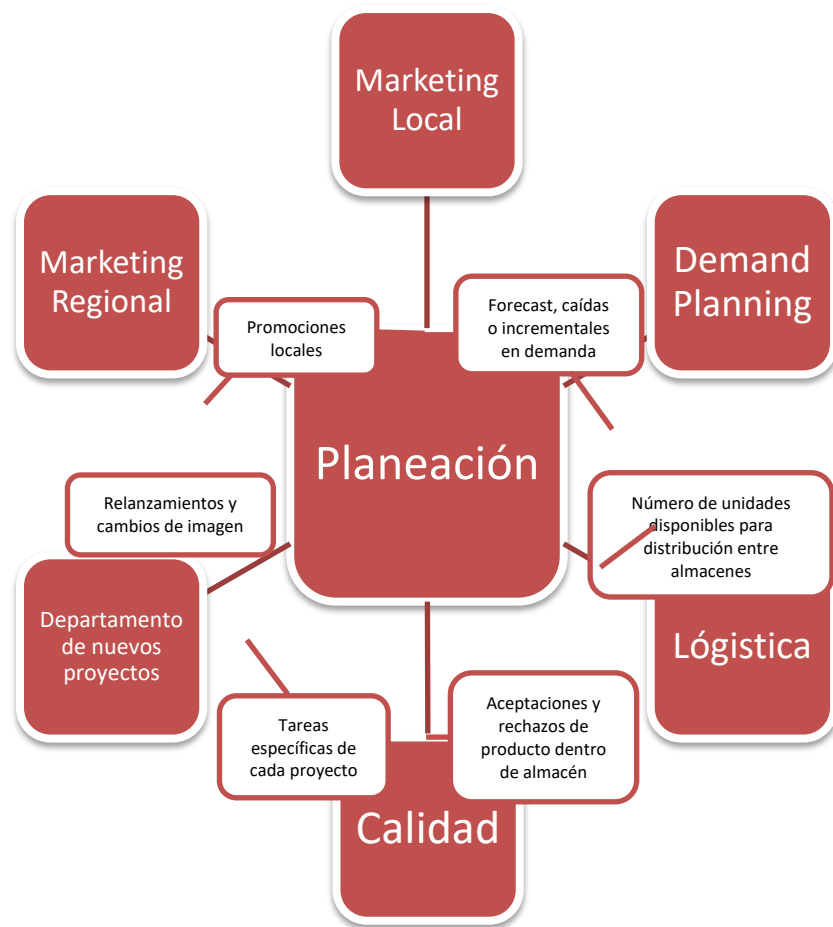 Marketing
Local
Marketing
Regional
Demand
Planning
Promociones
locales
Forecast, caídas
o incrementales
en demanda
Planeación
Relanzamientos y
cambios de imagen
Número de unidades
disponibles para
distribución entre
almacenes
Departamento
de nuevos
proyectos
Lógistica
Tareas
específicas de
cada proyecto
Aceptaciones y
rechazos de
producto dentro
de almacén
Calidad